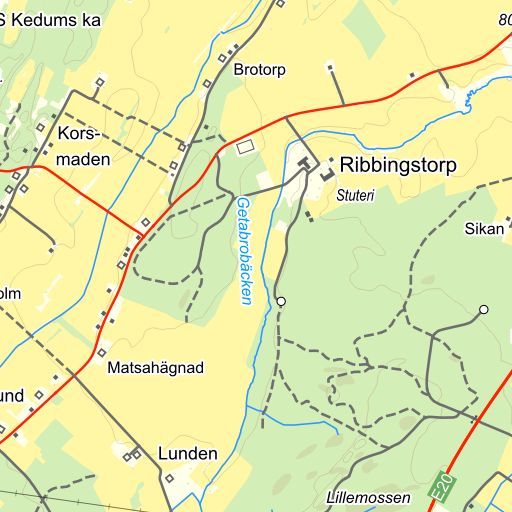 S Kedums ka
80
Brotorp
Kors-
maden
Ribbingstorp
Stuteri
Getabrobäcken
Sikan
olm
Matsahägnad
und
Lunden
E20
Lillemossen